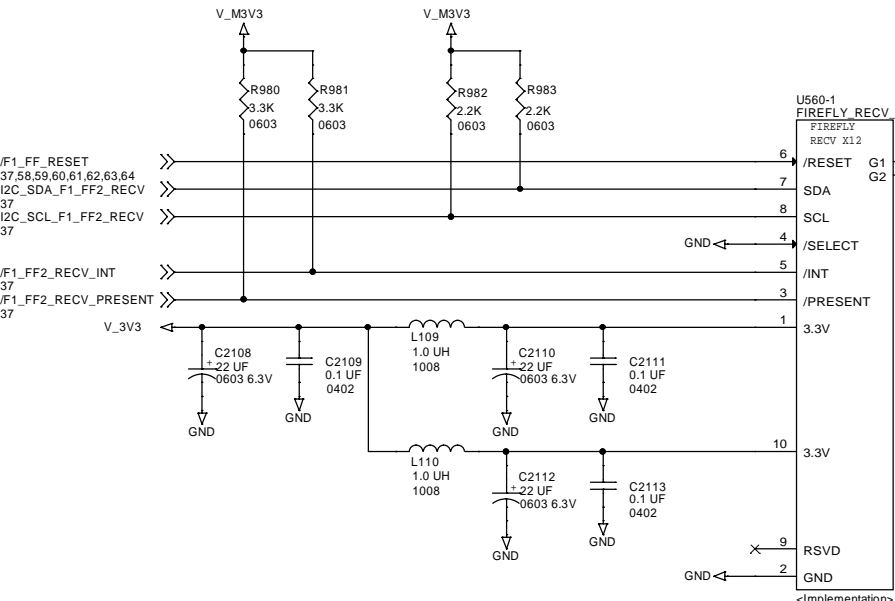 V_M3V3
V_M3V3
R980
3.3K
0603
R981
3.3K
0603
R982
2.2K
0603
R983
2.2K
0603
U560-1
FIREFLY_RECV_
FIREFLY
RECV X12
/F1_FF_RESET
37,58,59,60,61,62,63,64
6
/RESET
G1
G2
I2C_SDA_F1_FF2_RECV
37
7
SDA
I2C_SCL_F1_FF2_RECV
37
8
SCL
GND
4
/SELECT
/F1_FF2_RECV_INT
37
5
/INT
/F1_FF2_RECV_PRESENT
37
3
/PRESENT
V_3V3
1
3.3V
L109
1.0 UH
1008
C2108
+
22 UF
0603 6.3V
GND
C2109
0.1 UF
0402
GND
C2110
+
22 UF
0603 6.3V
GND
C2111
0.1 UF
0402
GND
10
3.3V
L110
1.0 UH
1008
C2112
+
22 UF
0603 6.3V
GND
C2113
0.1 UF
0402
GND
9
RSVD
GND
2
GND
<Implementation>